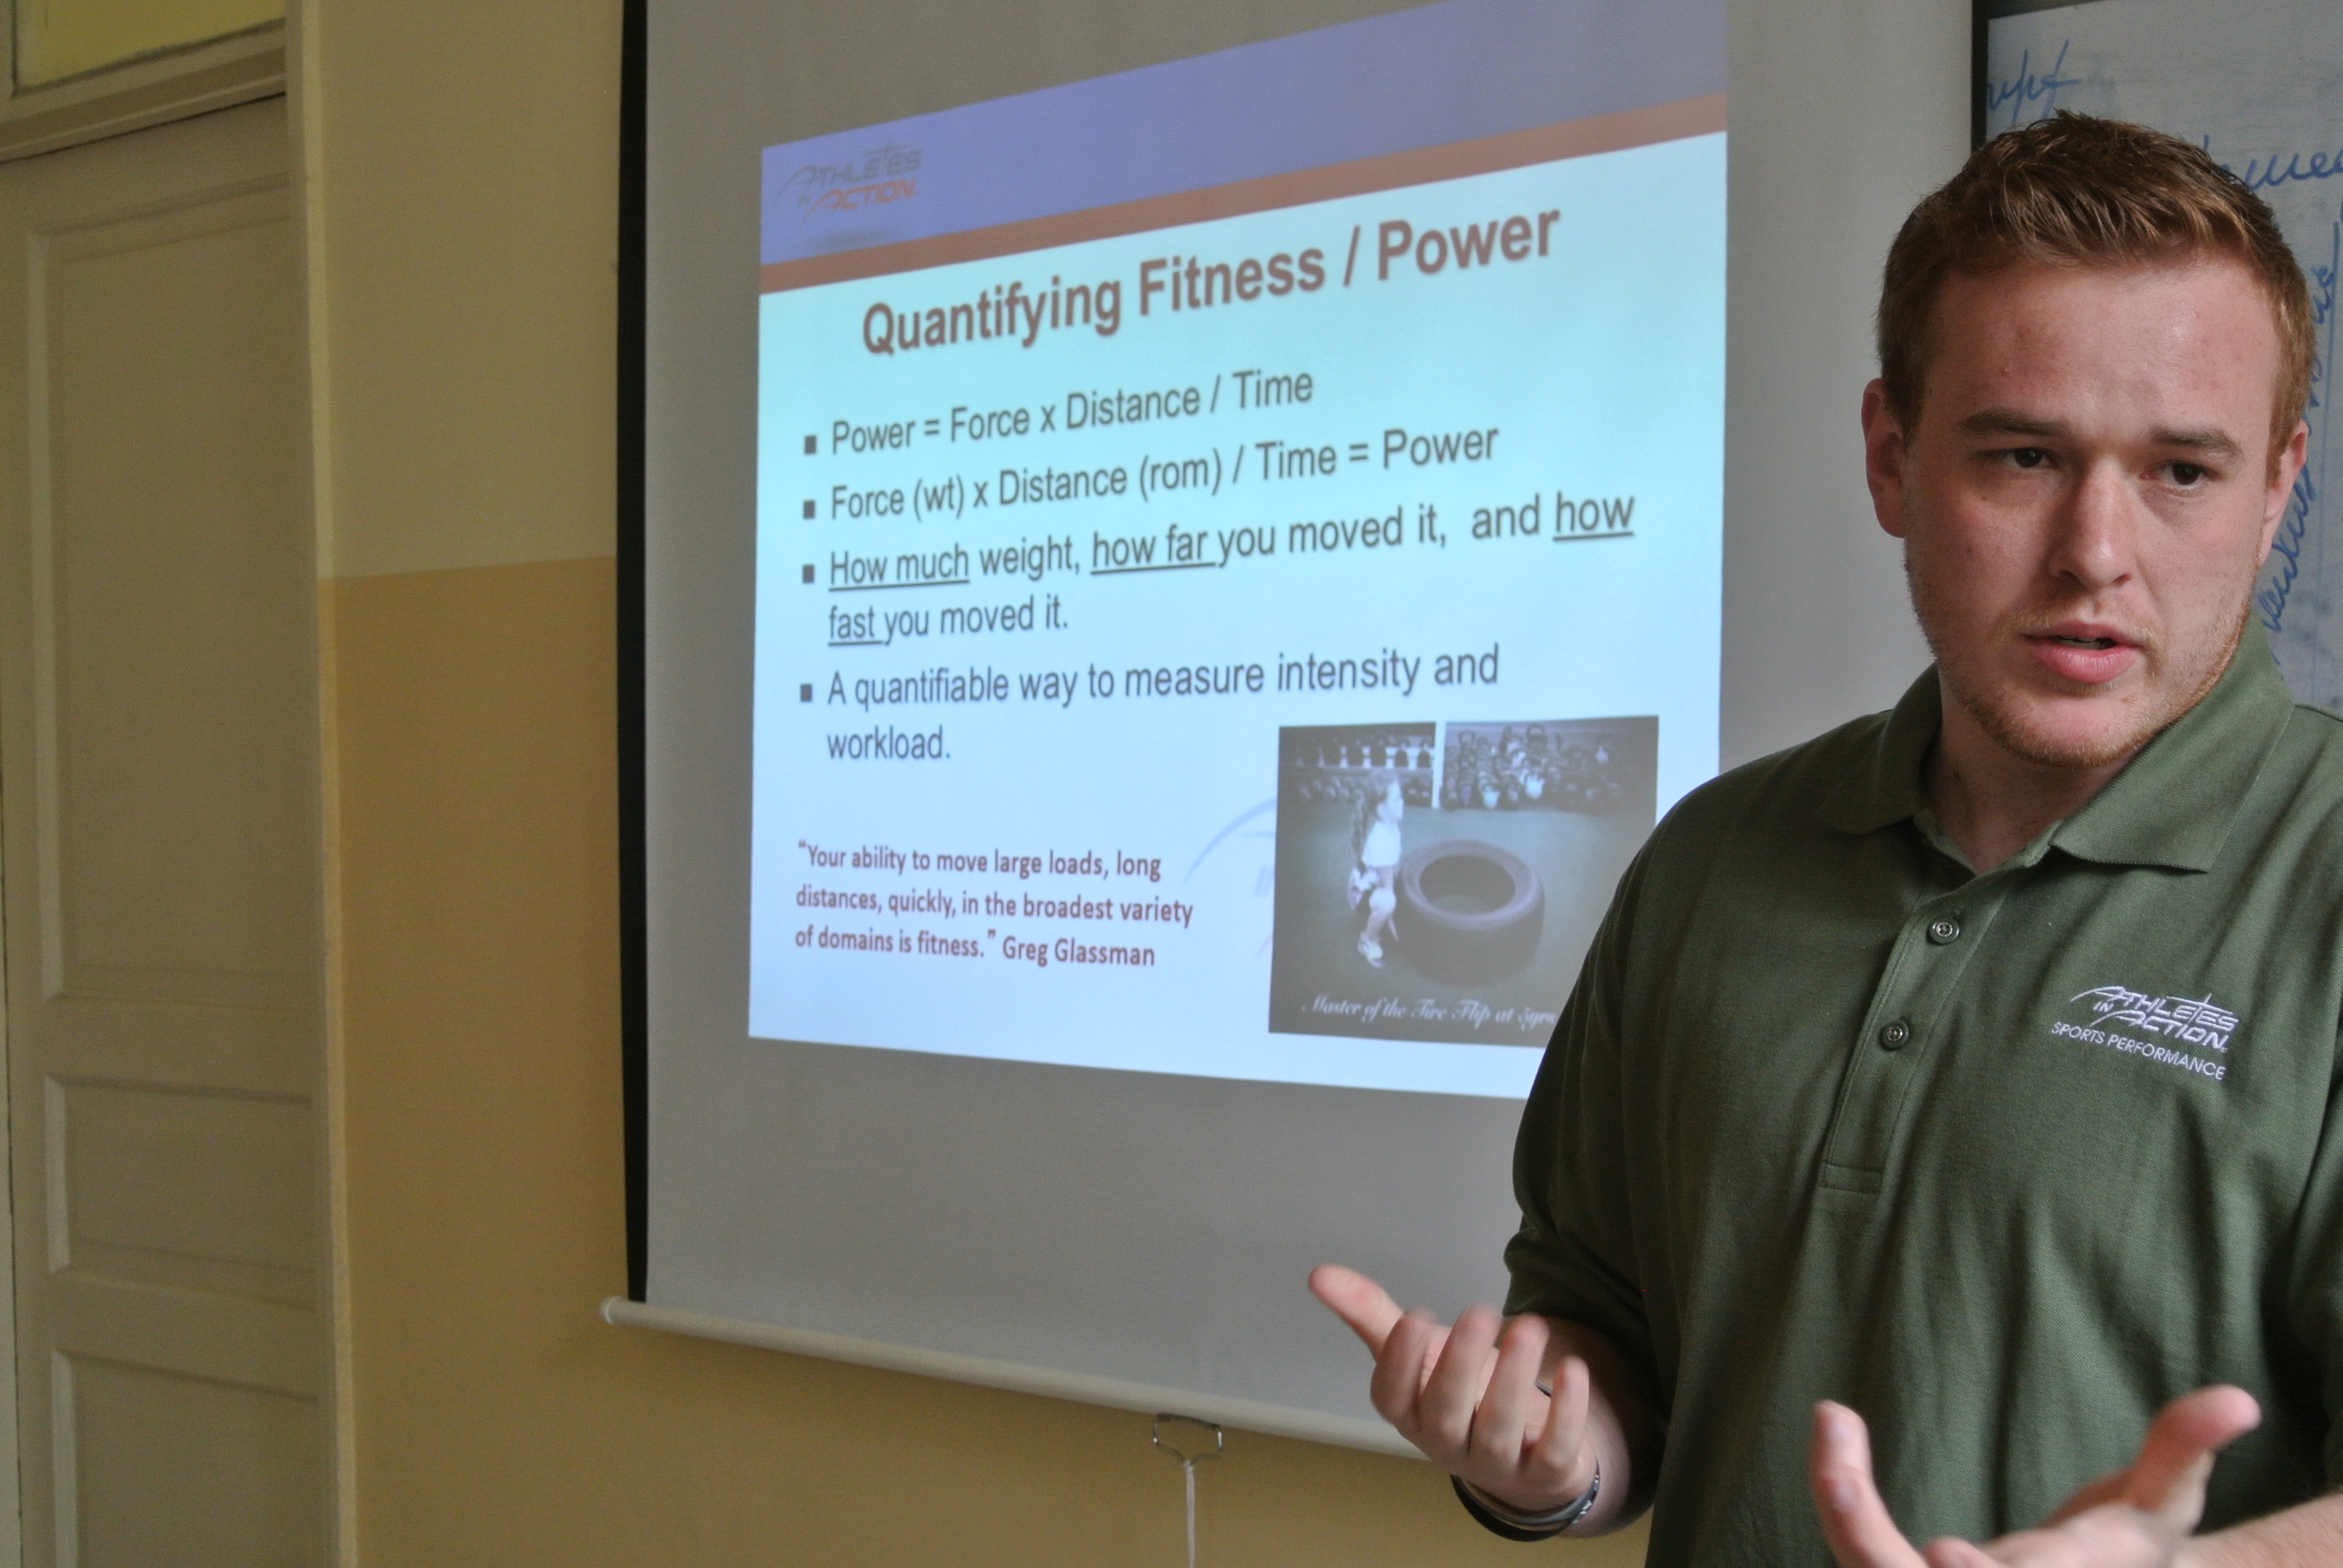 ATHLETES
IN ACTION
Quantifying Fitness / Power
▪ Power = Force x Distance / Time
▪ Force (wt) x Distance (rom) / Time = Power
▪ How much weight, how far you moved it, and how
fast you moved it.
▪ A quantifiable way to measure intensity and
workload.
“Your ability to move large loads, long
distances, quickly, in the broadest variety
of domains is fitness.” Greg Glassman
Master of the Tire Flip at
ATHLETES
IN ACTION
SPORTS PERFORMANCE